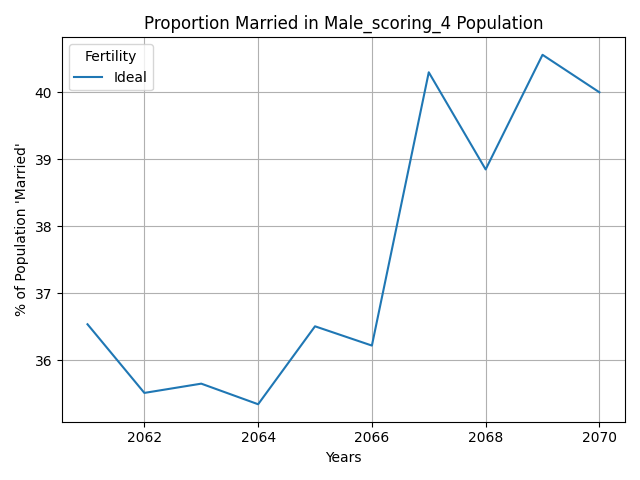 Proportion Married in Male_scoring_4 Population
Fertility
Ideal
% of Population 'Married'
40
39
38
37
36
2062 2064 2066 2068 2070
Years